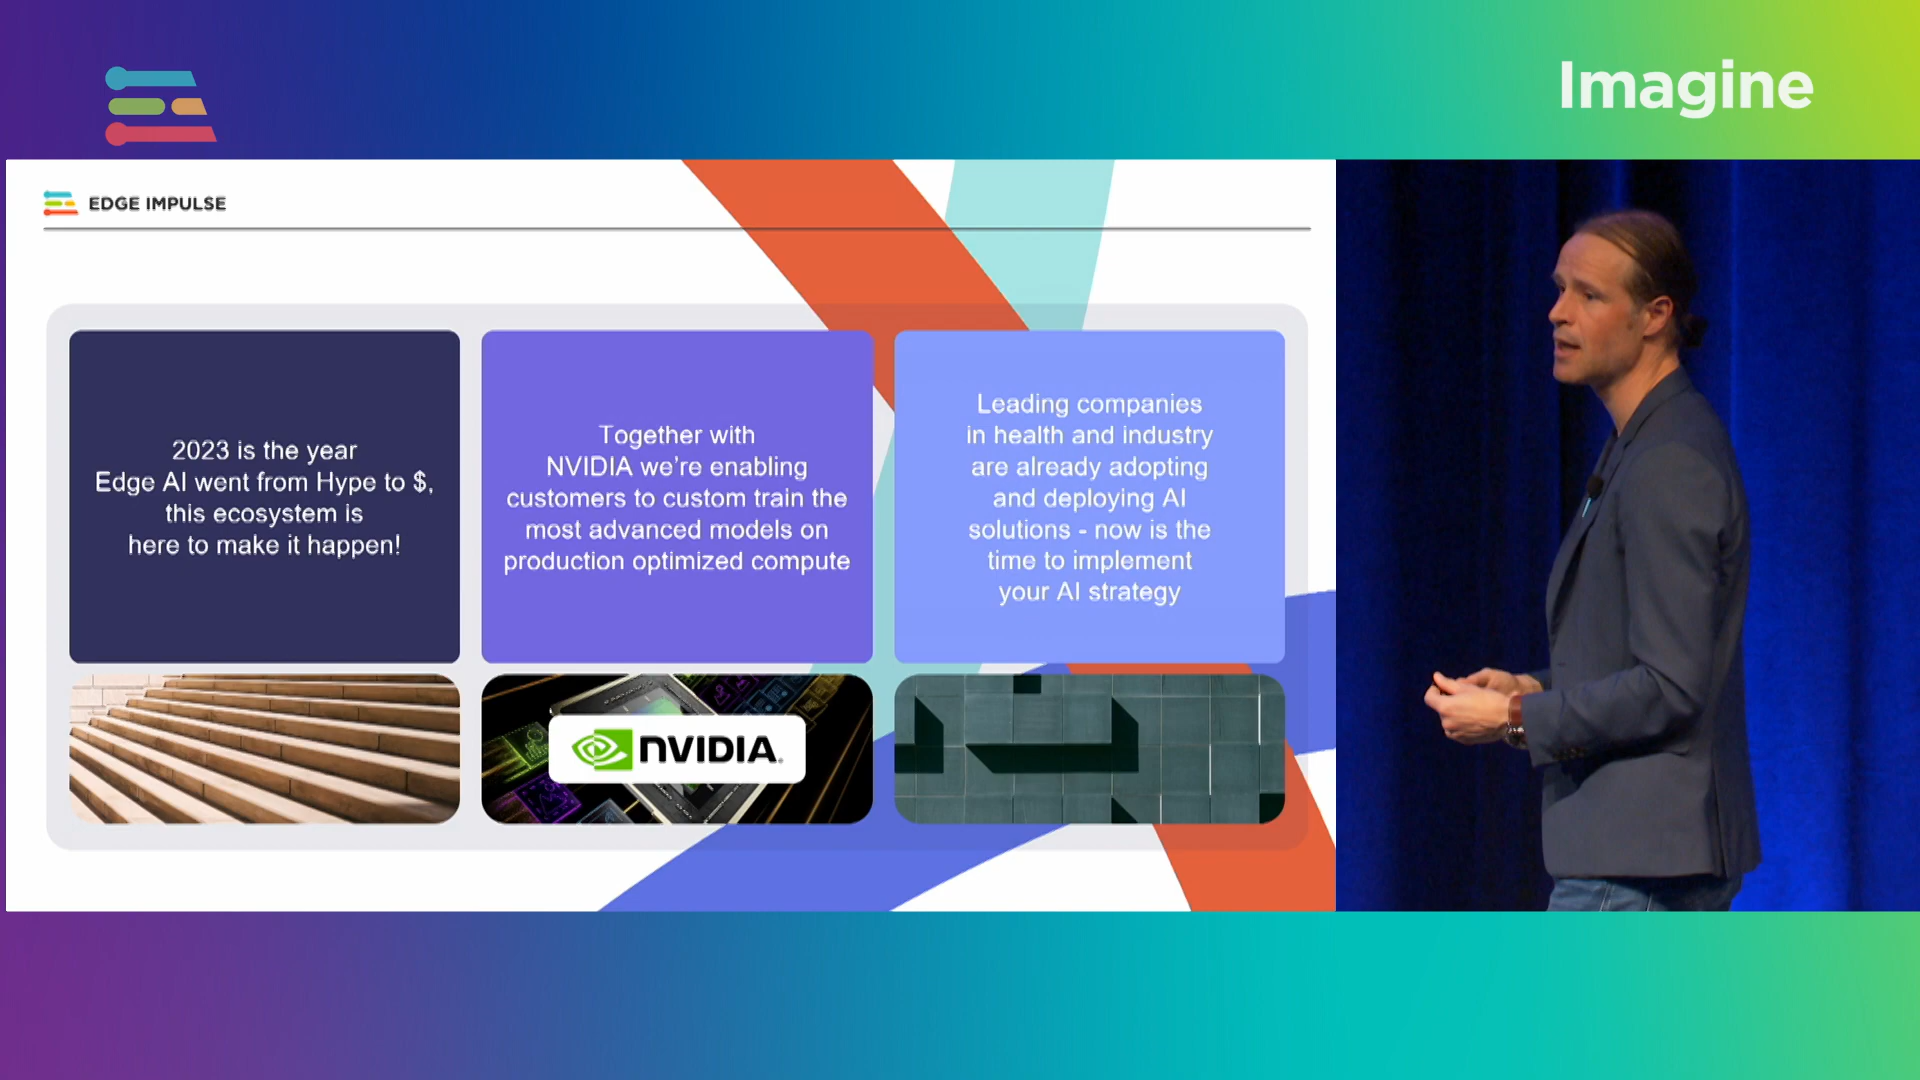 Imagine
EDGE IMPULSE
2023 is the year
Edge AI went from Hype to $,
this ecosystem is
here to make it happen!
Together with
NVIDIA we're enabling
customers to custom train the
most advanced models on
production optimized compute
Leading companies
in health and industry
are already adopting
and deploying AI
solutions - now is the
time to implement
your AI strategy
NVIDIA.